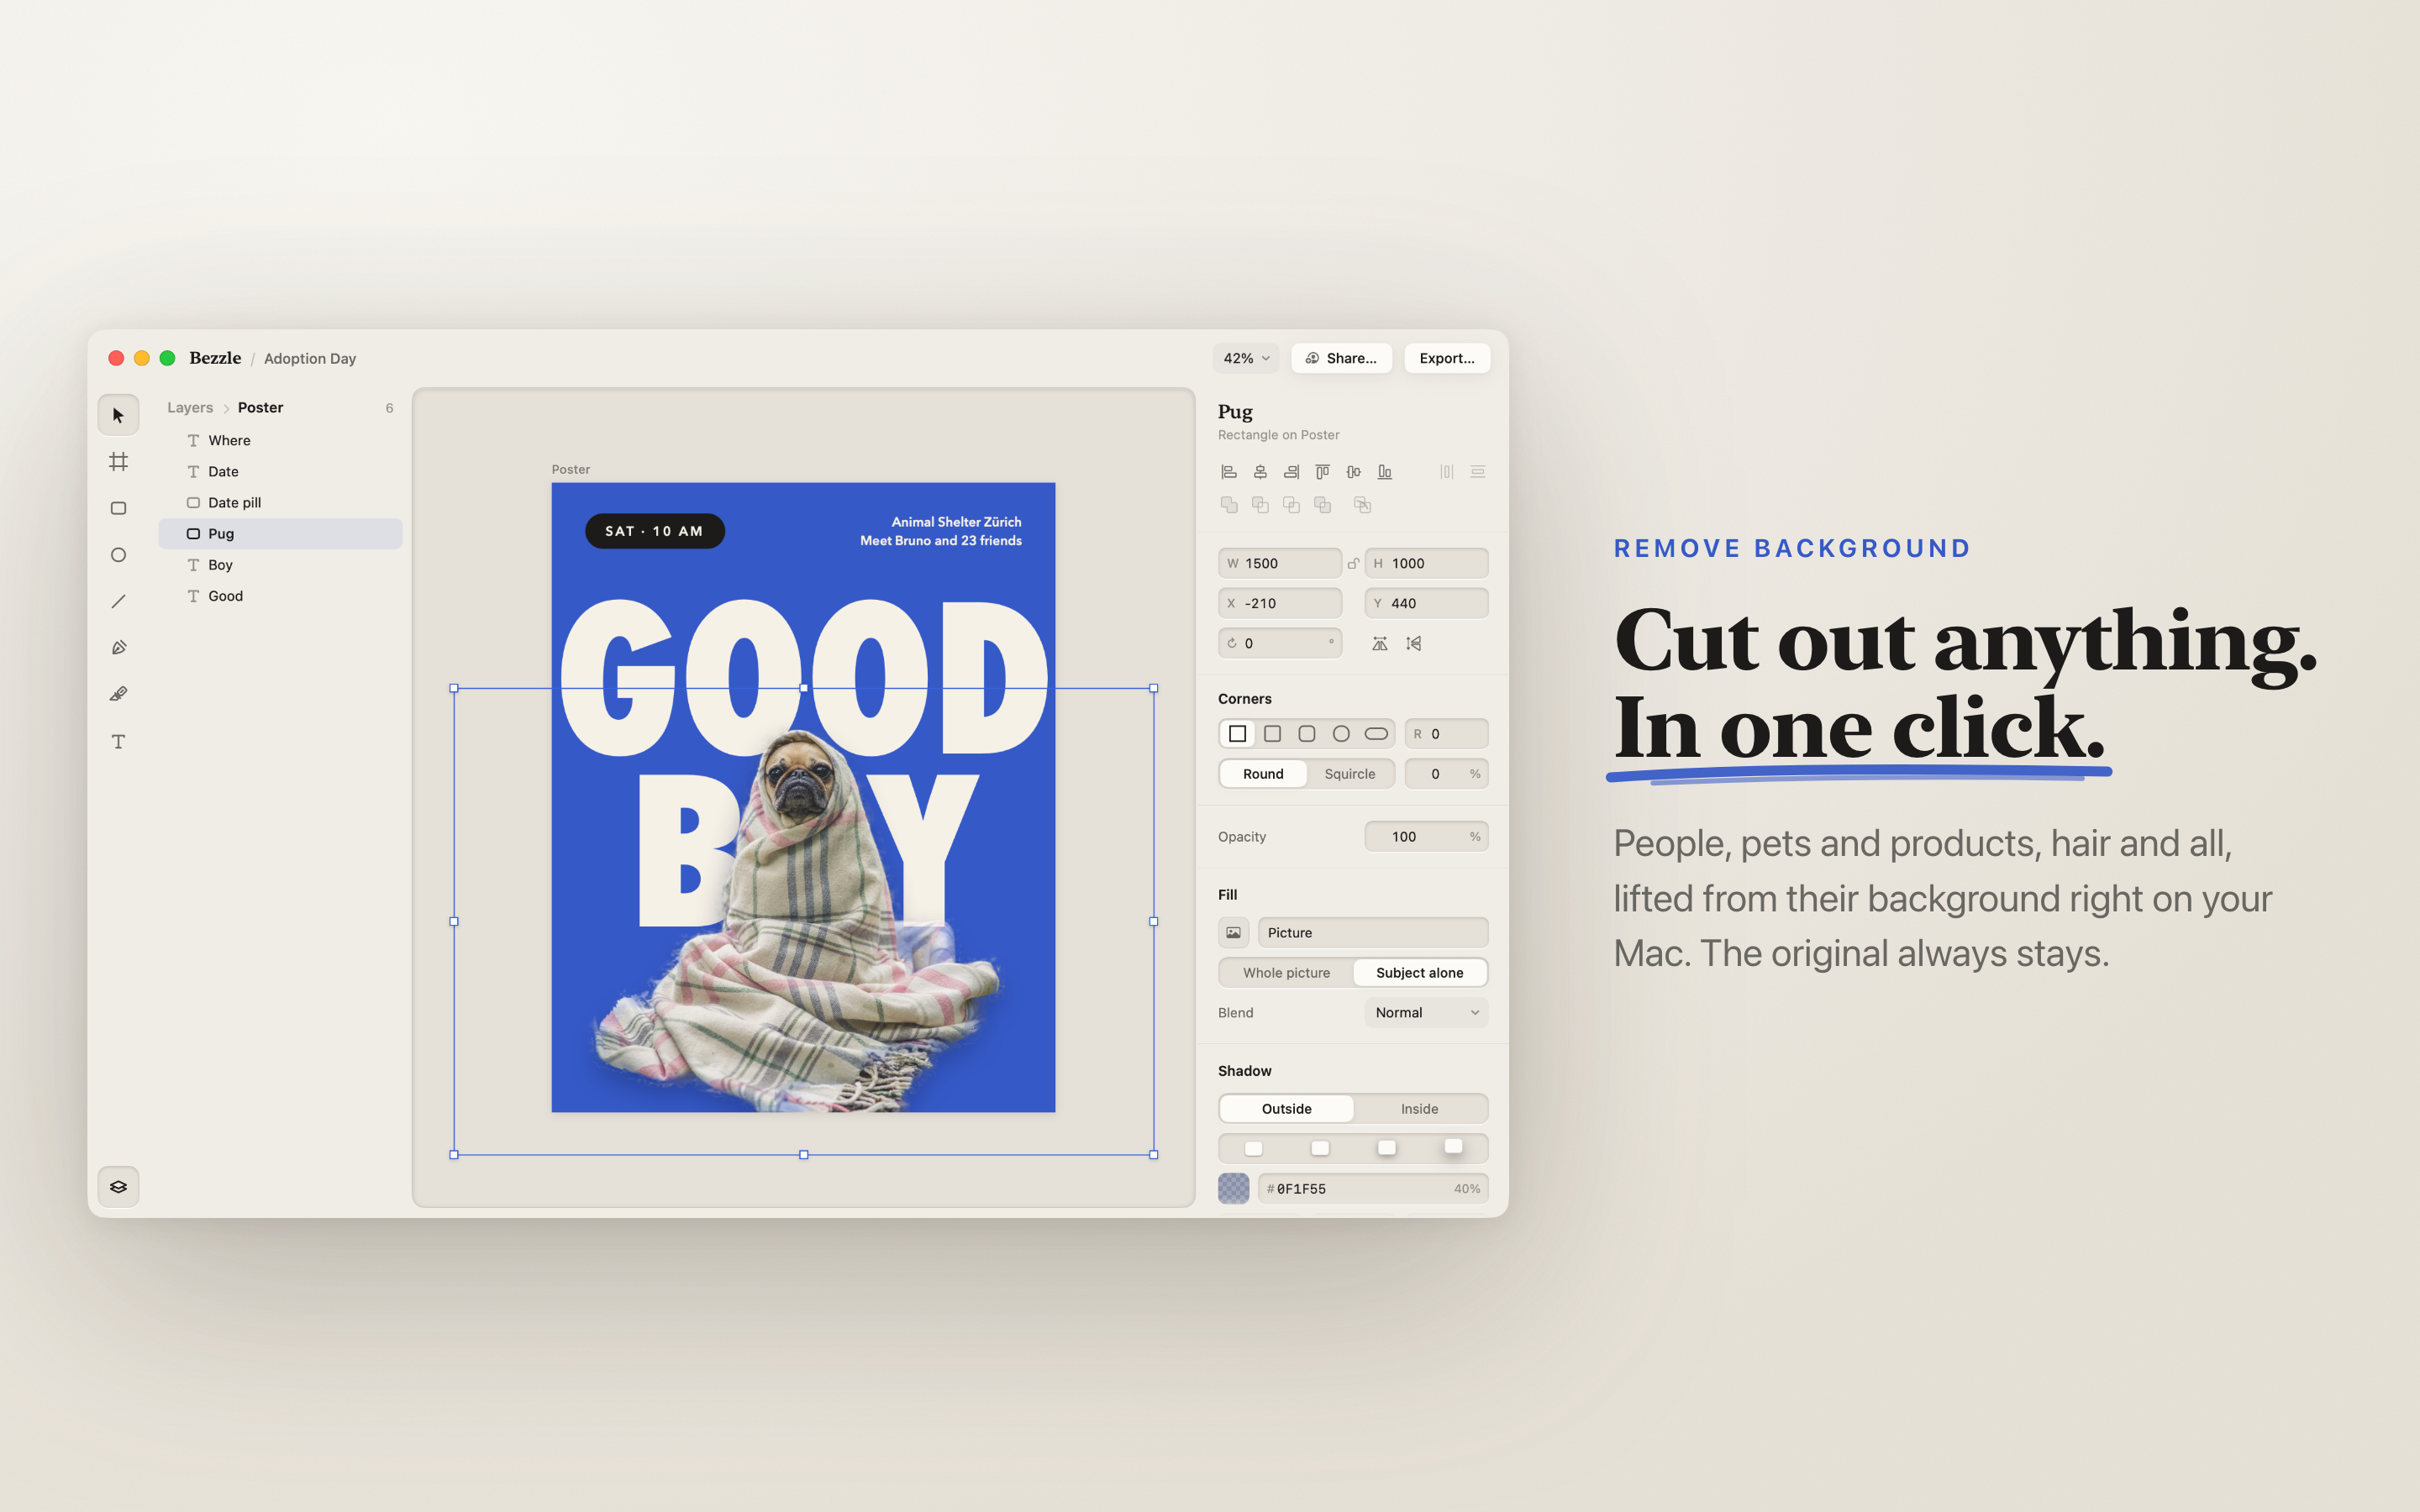 Bezzle / Adoption Day
42%
Share...
Export...
Layers > Poster 6
Where
Date
Date pill
Pug
Boy
Good
Poster
SAT · 10 AM
Animal Shelter Zürich
Meet Bruno and 23 friends
GOOD
B Y
Pug
Rectangle on Poster
W 1500
H 1000
X -210
Y 440
0 °
Corners
R 0
Round
Squircle
0 %
Opacity
100 %
Fill
Picture
Whole picture
Subject alone
Blend
Normal
Shadow
Outside
Inside
# 0F1F55 40%
REMOVE BACKGROUND
Cut out anything.
In one click.
People, pets and products, hair and all,
lifted from their background right on your
Mac. The original always stays.